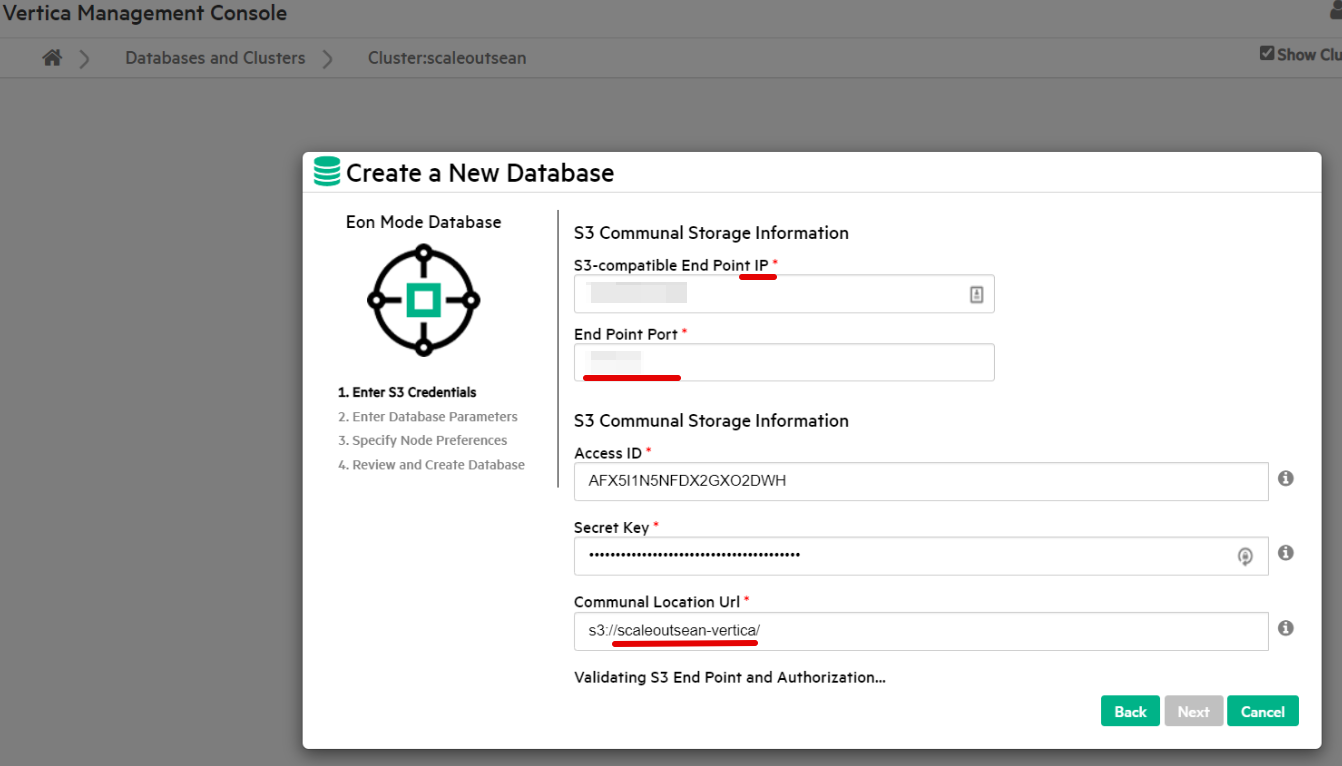 Vertica Management Console
Databases and Clusters
Cluster:scaleoutsean
Show Clu
Create a New Database
Eon Mode Database
1. Enter S3 Credentials
2. Enter Database Parameters
3. Specify Node Preferences
4. Review and Create Database
S3 Communal Storage Information
S3-compatible End Point IP *
End Point Port *
S3 Communal Storage Information
Access ID *
AFX5I1N5NFDX2GXO2DWH
Secret Key *
••••••••••••••••••••••••••••••••••••••••
Communal Location Url *
s3://scaleoutsean-vertica/
Validating S3 End Point and Authorization...
Back
Next
Cancel